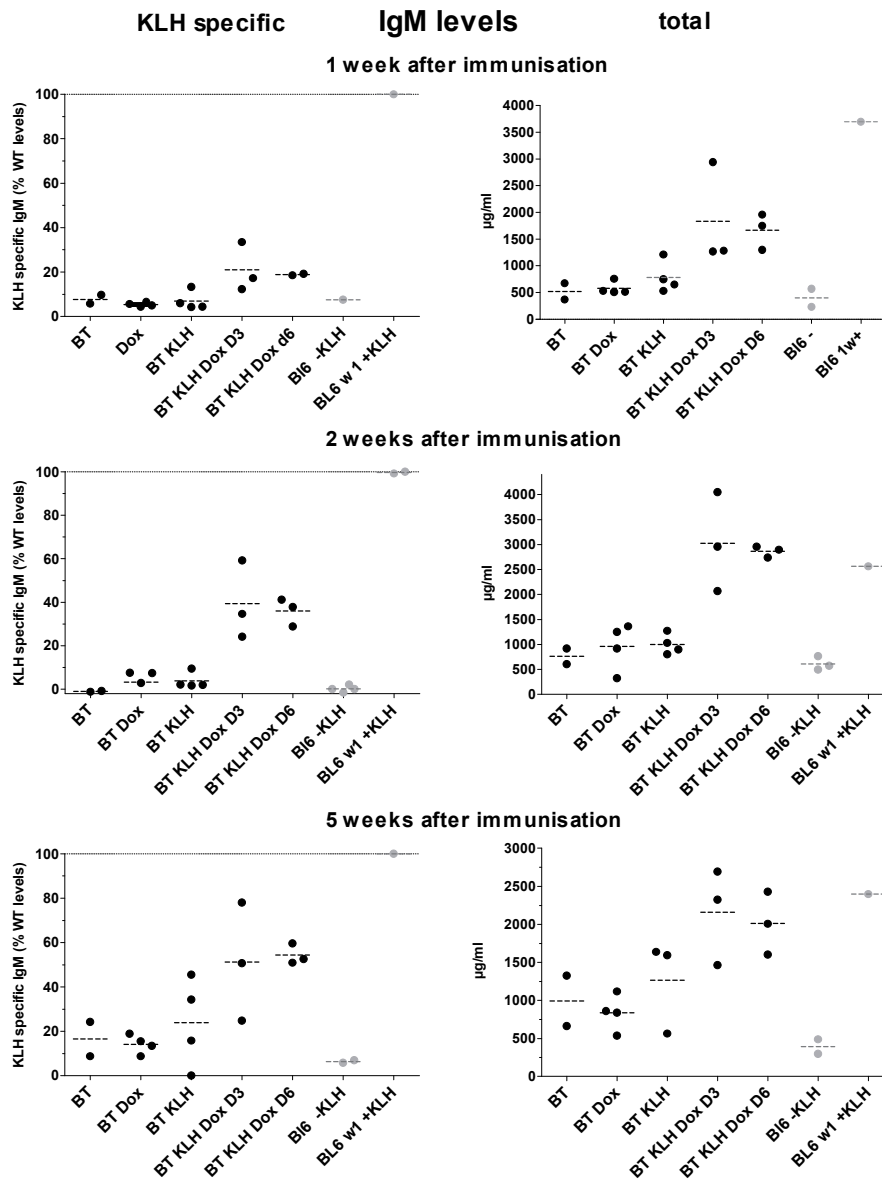 KLH specific IgM levels total
1 week after immunisation
KLH specific IgM (% WT levels)
100
80
60
40
20
0
BT
Dox
BT KLH
BT KLH Dox D3
BT KLH Dox d6
Bl6 -KLH
BL6 w 1 +KLH
µg/ml
4000
3500
3000
2500
2000
1500
1000
500
0
BT
BT Dox
BT KLH
BT KLH Dox D3
BT KLH Dox D6
Bl6 -
Bl6 1w+
2 weeks after immunisation
KLH specific IgM (% WT levels)
100
80
60
40
20
0
BT
BT Dox
BT KLH
BT KLH Dox D3
BT KLH Dox D6
Bl6 -KLH
BL6 w1 +KLH
µg/ml
4000
3500
3000
2500
2000
1500
1000
500
0
BT
BT Dox
BT KLH
BT KLH Dox D3
BT KLH Dox D6
Bl6 -KLH
BL6 w1 +KLH
5 weeks after immunisation
KLH specific IgM (% WT levels)
100
80
60
40
20
0
BT
BT Dox
BT KLH
BT KLH Dox D3
BT KLH Dox D6
Bl6 -KLH
BL6 w1 +KLH
µg/ml
3000
2500
2000
1500
1000
500
0
BT
BT Dox
BT KLH
BT KLH Dox D3
BT KLH Dox D6
Bl6 -KLH
BL6 w1 +KLH